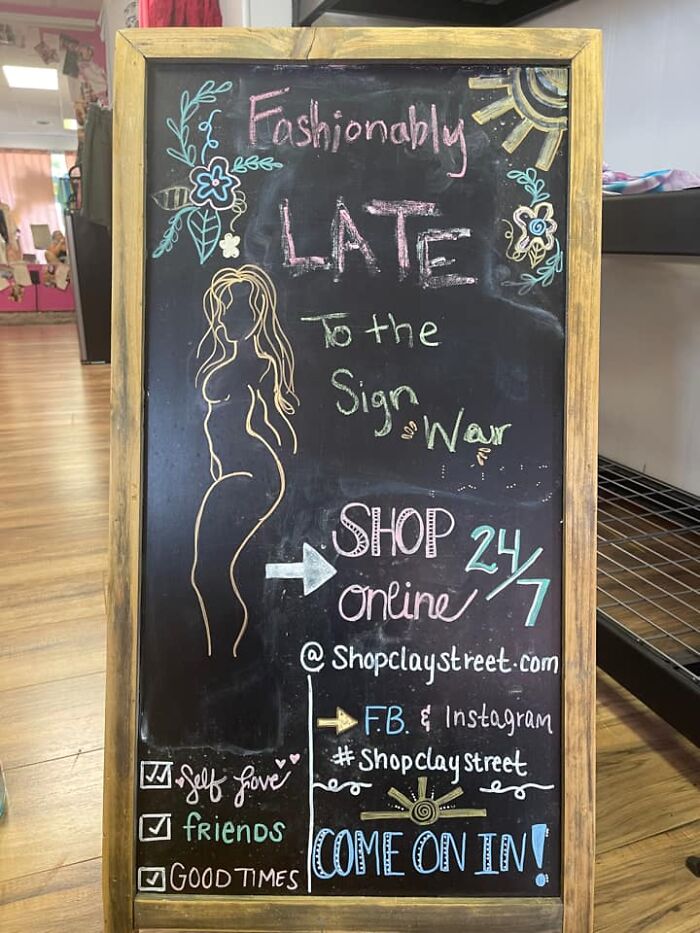 Fashionably
LATE
To the
Sign
War
SHOP
online
24/7
@ Shopclaystreet.com
F.B. & Instagram
# Shopclaystreet
Self Love
fRiENDS
GOOD TIMES
COME ON IN!